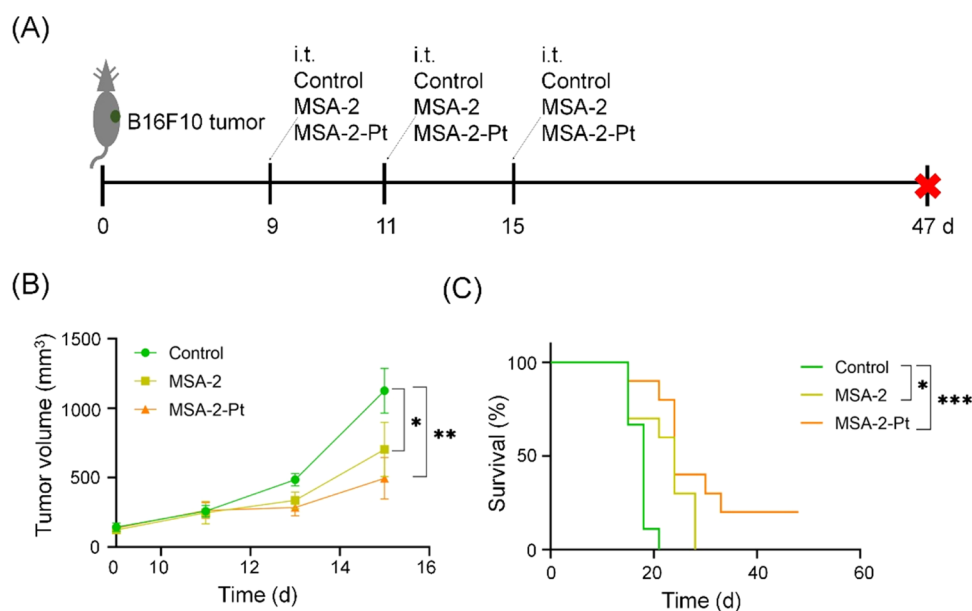 (A)
i.t.
Control
MSA-2
MSA-2-Pt
i.t.
Control
MSA-2
MSA-2-Pt
i.t.
Control
MSA-2
MSA-2-Pt
B16F10 tumor
0
9
11
15
47 d
(B)
Tumor volume (mm³)
1500
1000
500
0
Control
MSA-2
MSA-2-Pt
*
**
0
10
12
14
16
Time (d)
(C)
Survival (%)
100
50
0
Control
MSA-2
MSA-2-Pt
*
***
0
20
40
60
Time (d)